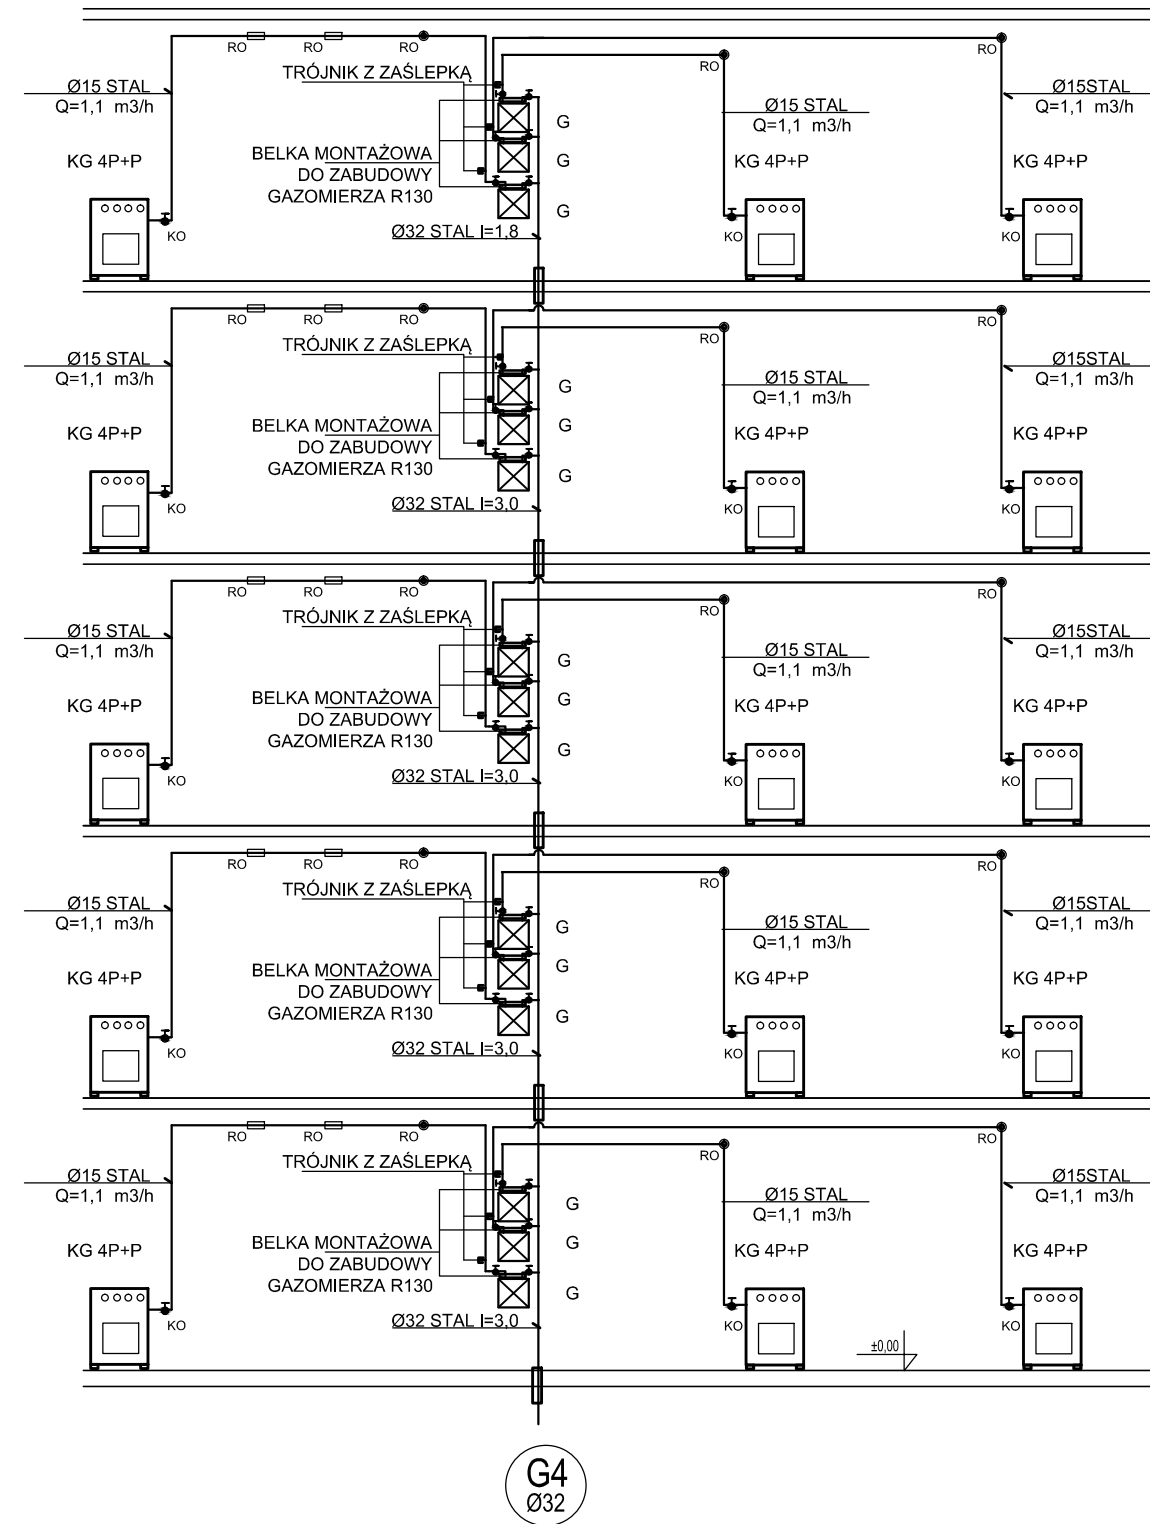 RO RO RO
RO
RO
TRÓJNIK Z ZAŚLEPKĄ
Ø15 STAL
Q=1,1 m3/h
Ø15 STAL
Q=1,1 m3/h
Ø15STAL
Q=1,1 m3/h
G
G
G
KG 4P+P
KG 4P+P
KG 4P+P
BELKA MONTAŻOWA
DO ZABUDOWY
GAZOMIERZA R130
Ø32 STAL l=1,8
KO
KO
KO
RO RO RO
RO
RO
TRÓJNIK Z ZAŚLEPKĄ
Ø15 STAL
Q=1,1 m3/h
Ø15 STAL
Q=1,1 m3/h
Ø15STAL
Q=1,1 m3/h
G
G
G
KG 4P+P
KG 4P+P
KG 4P+P
BELKA MONTAŻOWA
DO ZABUDOWY
GAZOMIERZA R130
Ø32 STAL l=3,0
KO
KO
KO
RO RO RO
RO
RO
TRÓJNIK Z ZAŚLEPKĄ
Ø15 STAL
Q=1,1 m3/h
Ø15 STAL
Q=1,1 m3/h
Ø15STAL
Q=1,1 m3/h
G
G
G
KG 4P+P
KG 4P+P
KG 4P+P
BELKA MONTAŻOWA
DO ZABUDOWY
GAZOMIERZA R130
Ø32 STAL l=3,0
KO
KO
KO
RO RO RO
RO
RO
TRÓJNIK Z ZAŚLEPKĄ
Ø15 STAL
Q=1,1 m3/h
Ø15 STAL
Q=1,1 m3/h
Ø15STAL
Q=1,1 m3/h
G
G
G
KG 4P+P
KG 4P+P
KG 4P+P
BELKA MONTAŻOWA
DO ZABUDOWY
GAZOMIERZA R130
Ø32 STAL l=3,0
KO
KO
KO
RO RO RO
RO
RO
TRÓJNIK Z ZAŚLEPKĄ
Ø15 STAL
Q=1,1 m3/h
Ø15 STAL
Q=1,1 m3/h
Ø15STAL
Q=1,1 m3/h
G
G
G
KG 4P+P
KG 4P+P
KG 4P+P
BELKA MONTAŻOWA
DO ZABUDOWY
GAZOMIERZA R130
Ø32 STAL l=3,0
KO
KO
KO
±0,00
G4
Ø32